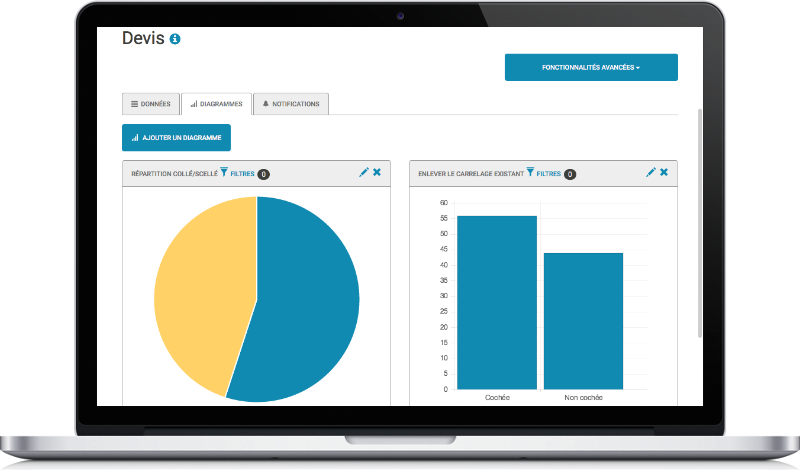 Devis
FONCTIONNALITÉS AVANCÉES
DONNÉES
DIAGRAMMES
NOTIFICATIONS
AJOUTER UN DIAGRAMME
RÉPARTITION COLLÉ/SCELLÉ FILTRES 0
ENLEVER LE CARRELAGE EXISTANT FILTRES 0
60
55
50
45
40
35
30
25
20
15
10
5
0
Cochée
Non cochée